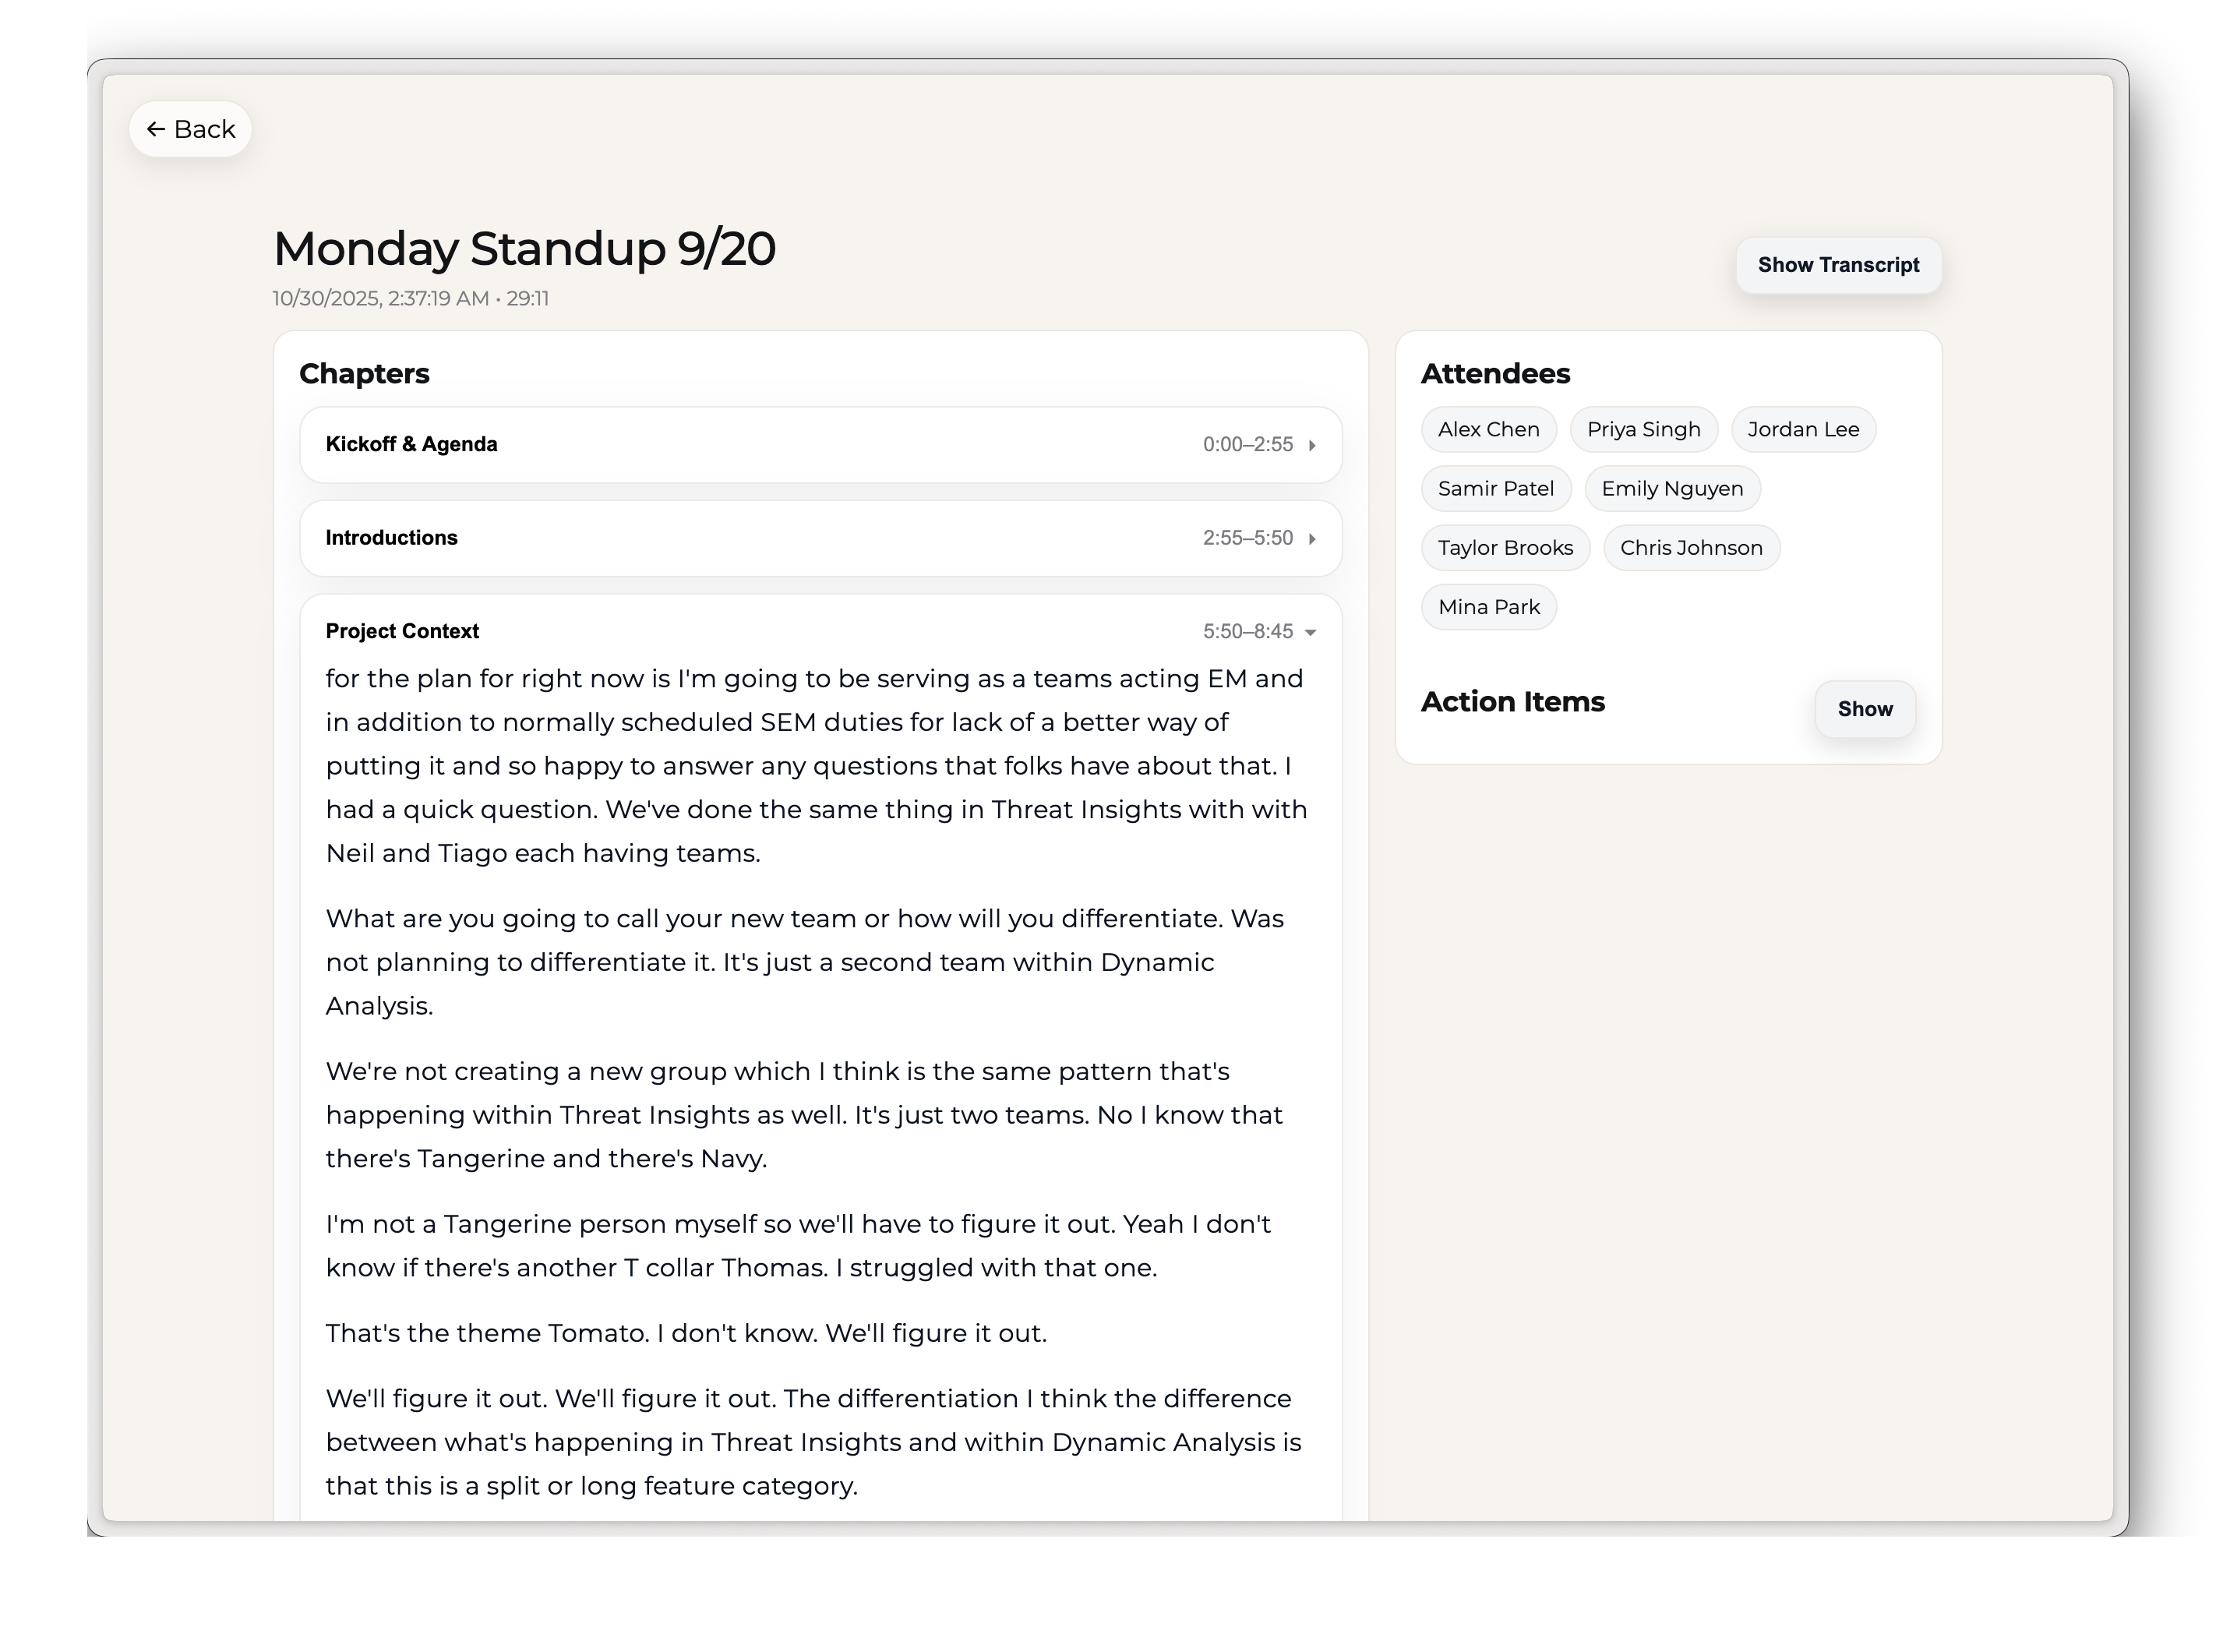 ← Back
Monday Standup 9/20
10/30/2025, 2:37:19 AM • 29:11
Show Transcript
Chapters
Kickoff & Agenda 0:00–2:55
Introductions 2:55–5:50
Project Context 5:50–8:45
for the plan for right now is I'm going to be serving as a teams acting EM and
in addition to normally scheduled SEM duties for lack of a better way of
putting it and so happy to answer any questions that folks have about that. I
had a quick question. We've done the same thing in Threat Insights with with
Neil and Tiago each having teams.
What are you going to call your new team or how will you differentiate. Was
not planning to differentiate it. It's just a second team within Dynamic
Analysis.
We're not creating a new group which I think is the same pattern that's
happening within Threat Insights as well. It's just two teams. No I know that
there's Tangerine and there's Navy.
I'm not a Tangerine person myself so we'll have to figure it out. Yeah I don't
know if there's another T collar Thomas. I struggled with that one.
That's the theme Tomato. I don't know. We'll figure it out.
We'll figure it out. We'll figure it out. The differentiation I think the difference
between what's happening in Threat Insights and within Dynamic Analysis is
that this is a split or long feature category.
Attendees
Alex Chen Priya Singh Jordan Lee
Samir Patel Emily Nguyen
Taylor Brooks Chris Johnson
Mina Park
Action Items Show